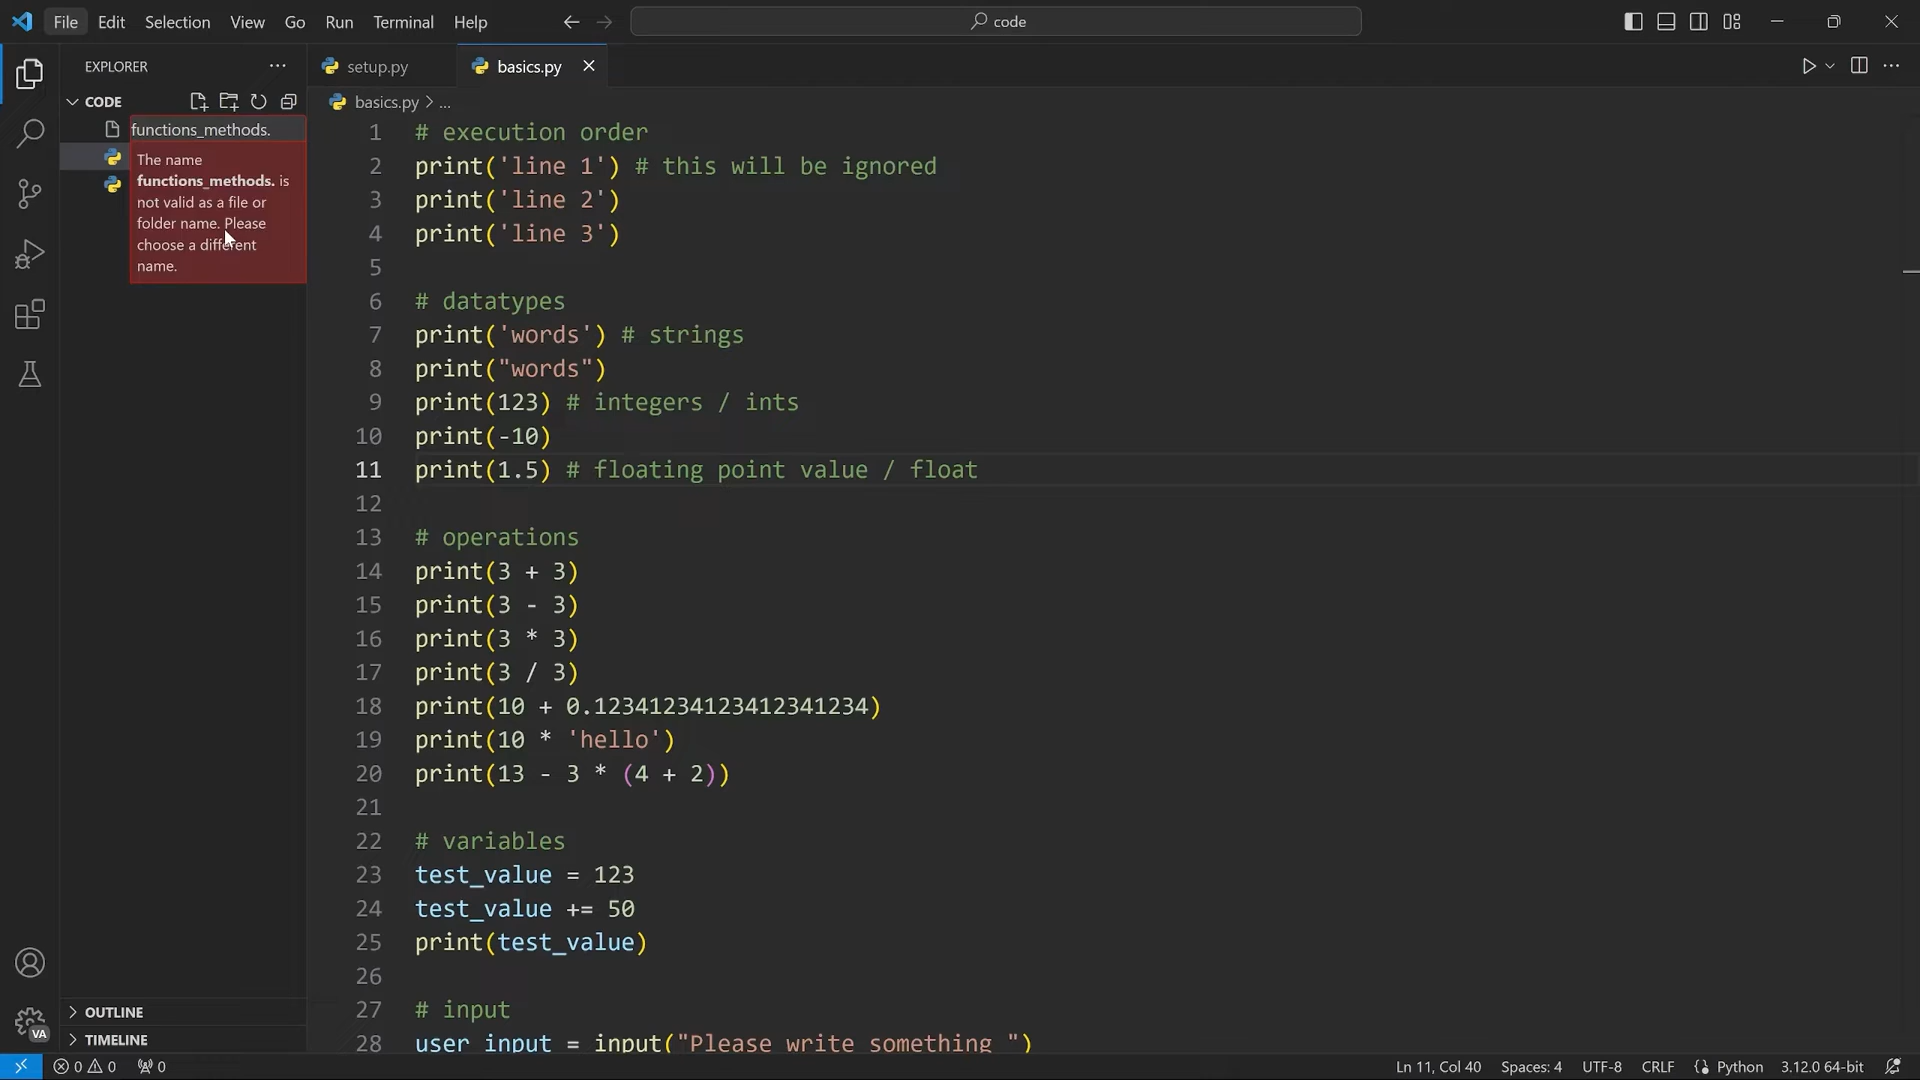 File Edit Selection View Go Run Terminal Help
code
EXPLORER
setup.py
basics.py
CODE
basics.py > ...
functions_methods.
The name
functions_methods. is
not valid as a file or
folder name. Please
choose a different
name.
1 # execution order
2 print('line 1') # this will be ignored
3 print('line 2')
4 print('line 3')
5
6 # datatypes
7 print('words') # strings
8 print("words")
9 print(123) # integers / ints
10 print(-10)
11 print(1.5) # floating point value / float
12
13 # operations
14 print(3 + 3)
15 print(3 - 3)
16 print(3 * 3)
17 print(3 / 3)
18 print(10 + 0.12341234123412341234)
19 print(10 * 'hello')
20 print(13 - 3 * (4 + 2))
21
22 # variables
23 test_value = 123
24 test_value += 50
25 print(test_value)
26
27 # input
28 user_input = input("Please write something ")
OUTLINE
TIMELINE
VA
0 0 0
Ln 11, Col 40 Spaces: 4 UTF-8 CRLF Python 3.12.0 64-bit